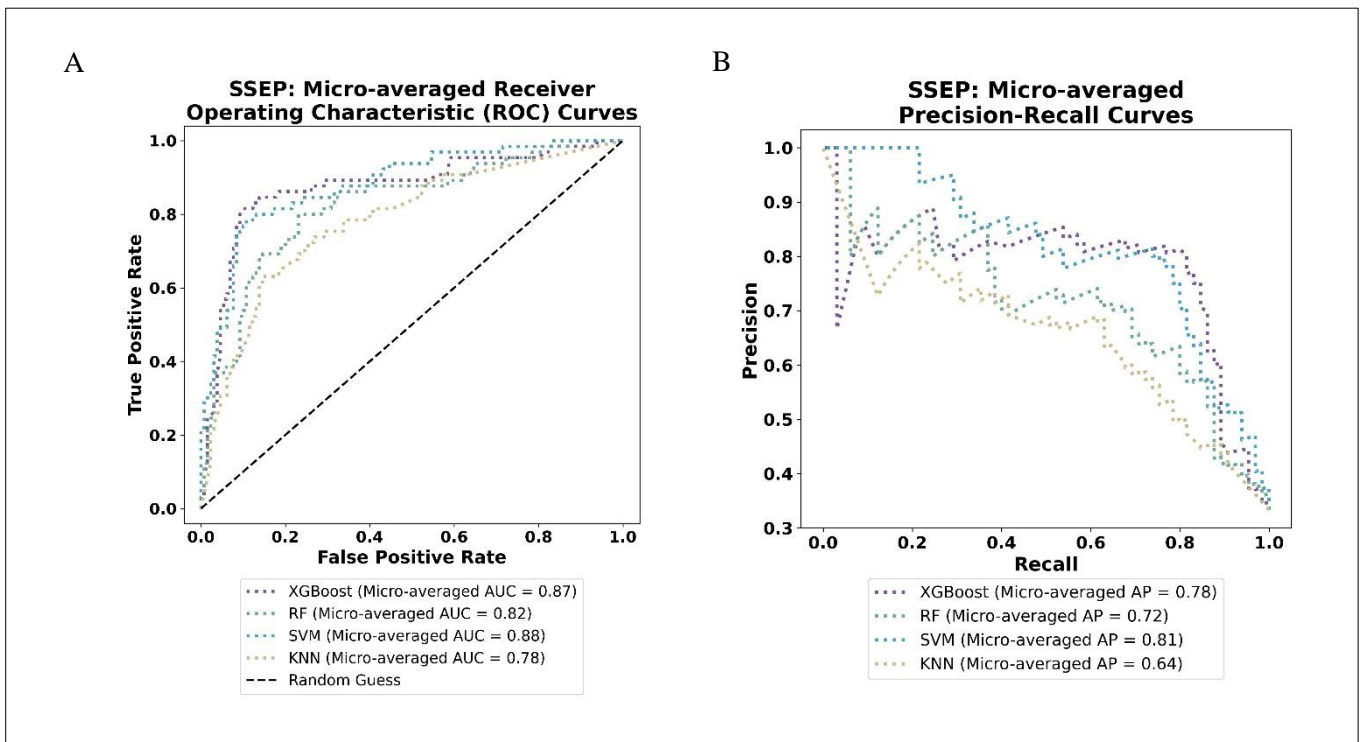 A
SSEP: Micro-averaged Receiver
Operating Characteristic (ROC) Curves
1.0
0.8
0.6
0.4
0.2
0.0
True Positive Rate
0.0 0.2 0.4 0.6 0.8 1.0
False Positive Rate
XGBoost (Micro-averaged AUC = 0.87)
RF (Micro-averaged AUC = 0.82)
SVM (Micro-averaged AUC = 0.88)
KNN (Micro-averaged AUC = 0.78)
Random Guess
B
SSEP: Micro-averaged
Precision-Recall Curves
1.0
0.9
0.8
0.7
0.6
0.5
0.4
0.3
Precision
0.0 0.2 0.4 0.6 0.8 1.0
Recall
XGBoost (Micro-averaged AP = 0.78)
RF (Micro-averaged AP = 0.72)
SVM (Micro-averaged AP = 0.81)
KNN (Micro-averaged AP = 0.64)